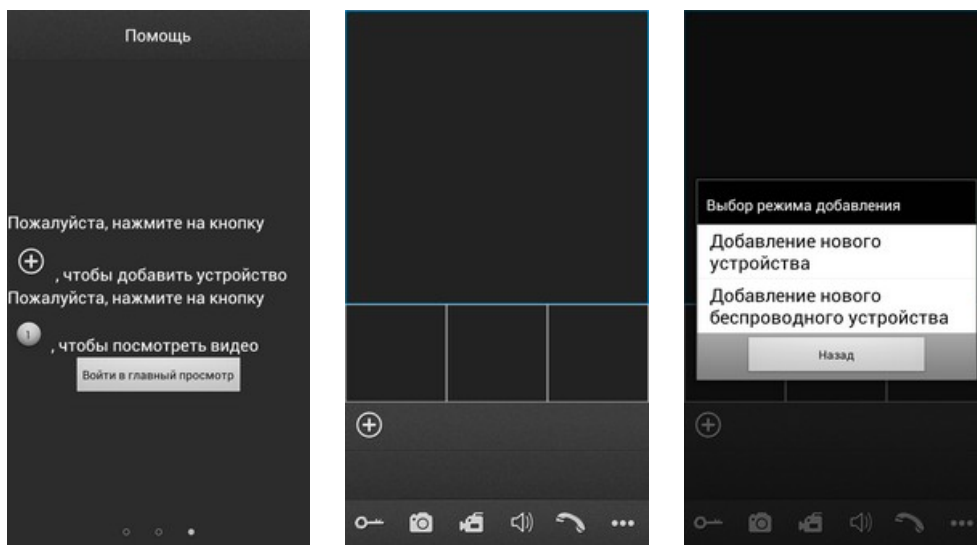 Помощь
Пожалуйста, нажмите на кнопку
, чтобы добавить устройство
Пожалуйста, нажмите на кнопку
1
, чтобы посмотреть видео
Войти в главный просмотр
Выбор режима добавления
Добавление нового
устройства
Добавление нового
беспроводного устройства
Назад